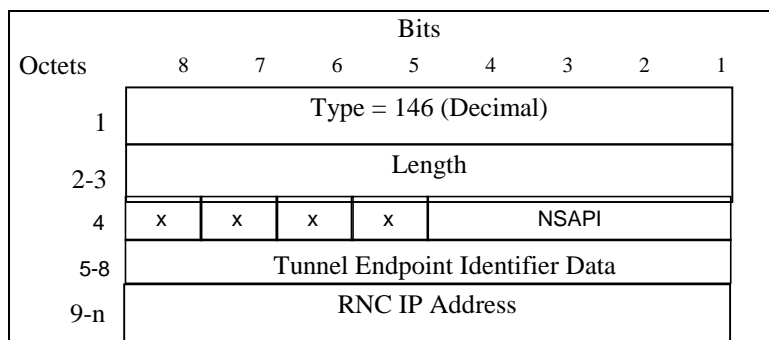 Bits
Octets 8 7 6 5 4 3 2 1
1 Type = 146 (Decimal)
2-3 Length
4 x x x x NSAPI
5-8 Tunnel Endpoint Identifier Data
9-n RNC IP Address